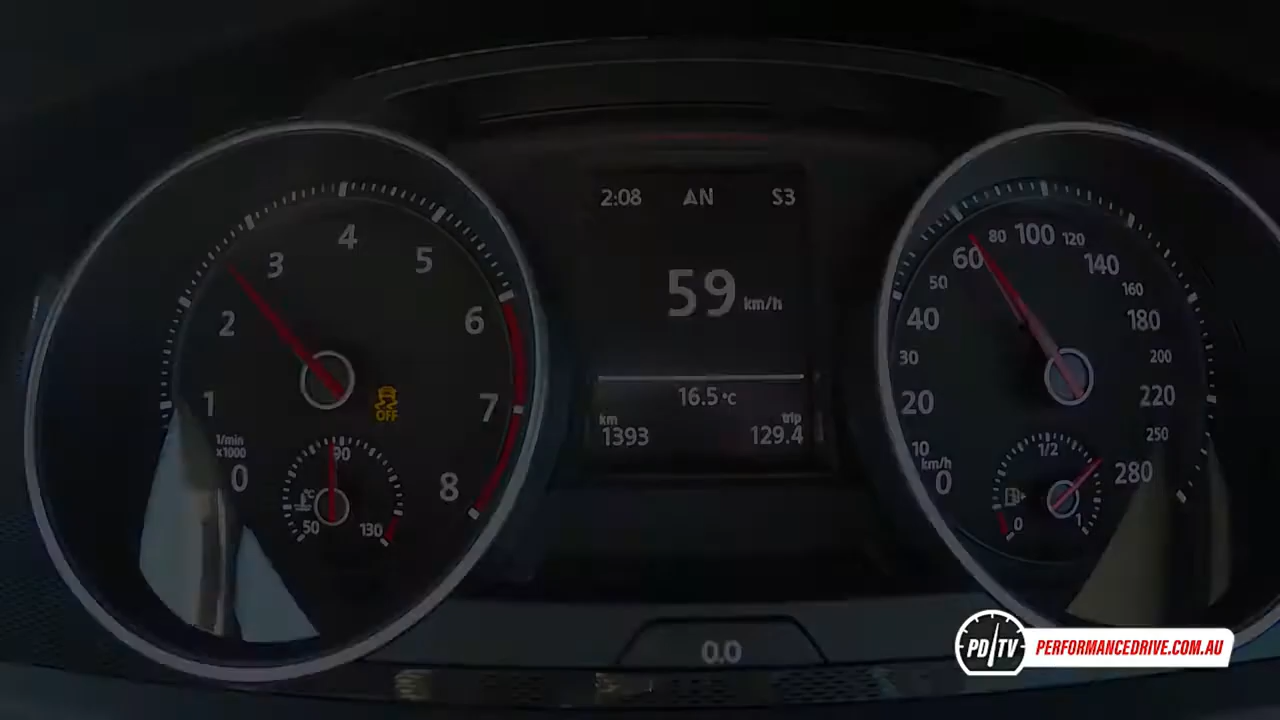 2:08 AN S3
59 km/h
16.5 °C
km trip
1393 129.4
1 2 3 4 5 6 7 8
1/min
x1000
0
OFF
90
°C
50 130
0 10 20 30 40 50 60 80 100 120 140 160 180 200 220 250 280
km/h
1/2
0 1
0.0
PD/TV PERFORMANCEDRIVE.COM.AU